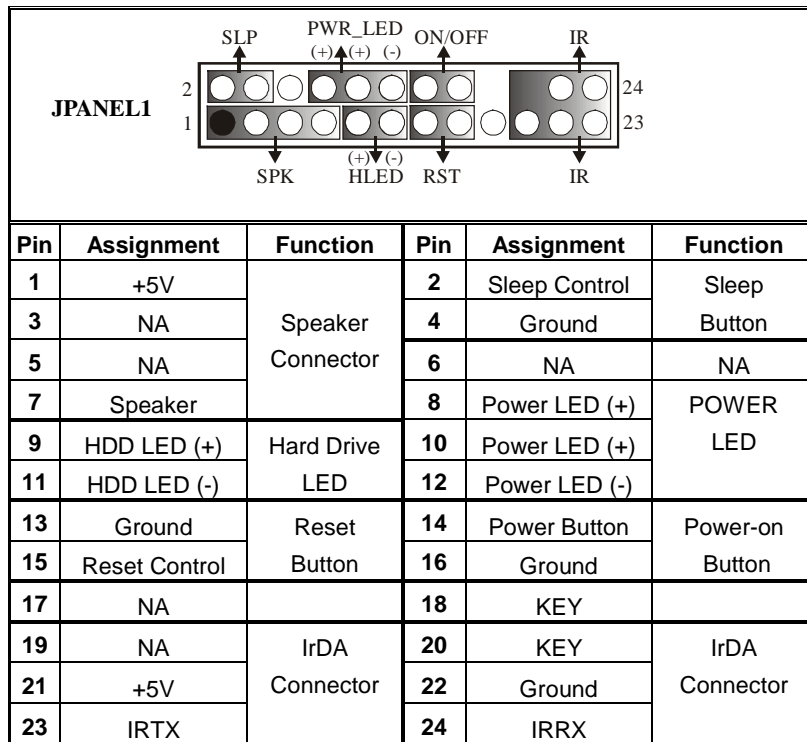 SLP PWR_LED ON/OFF IR
(+) (+) (-)
2 24
JPANEL1
1 23
(+) (-)
SPK HLED RST IR
Pin Assignment Function Pin Assignment Function
1 +5V Speaker Connector 2 Sleep Control Sleep Button
3 NA 4 Ground
5 NA 6 NA NA
7 Speaker 8 Power LED (+) POWER LED
9 HDD LED (+) Hard Drive LED 10 Power LED (+)
11 HDD LED (-) 12 Power LED (-)
13 Ground Reset Button 14 Power Button Power-on Button
15 Reset Control 16 Ground
17 NA 18 KEY
19 NA IrDA Connector 20 KEY IrDA Connector
21 +5V 22 Ground
23 IRTX 24 IRRX